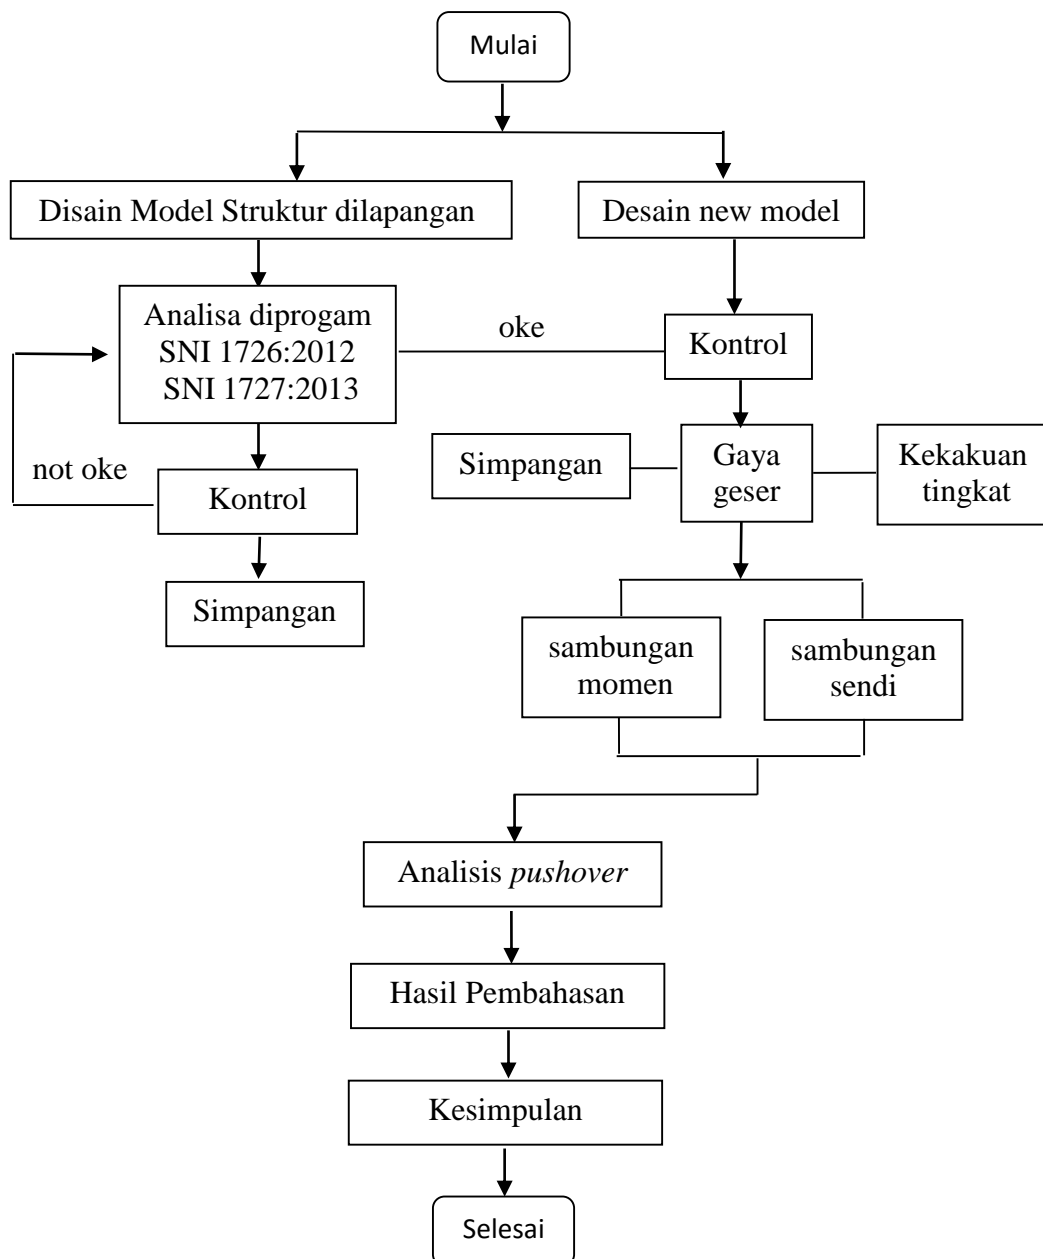 Mulai
Disain Model Struktur dilapangan
Desain new model
Analisa diprogam
SNI 1726:2012
SNI 1727:2013
oke
Kontrol
not oke
Kontrol
Simpangan
Simpangan
Gaya
geser
Kekakuan
tingkat
sambungan
momen
sambungan
sendi
Analisis pushover
Hasil Pembahasan
Kesimpulan
Selesai